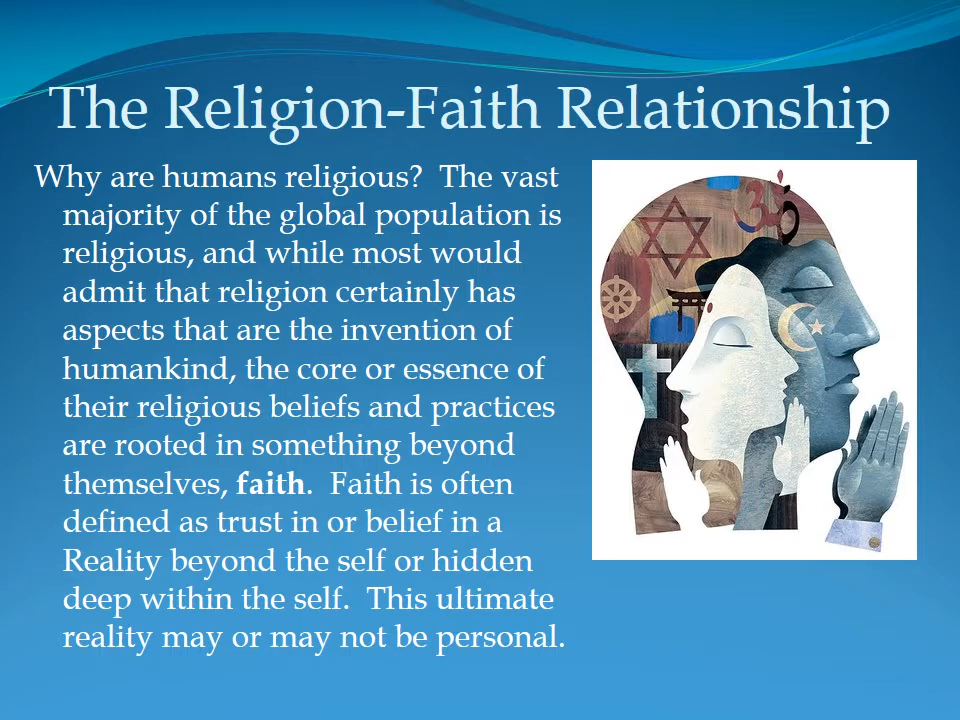 The Religion-Faith Relationship
Why are humans religious?  The vast
majority of the global population is
religious, and while most would
admit that religion certainly has
aspects that are the invention of
humankind, the core or essence of
their religious beliefs and practices
are rooted in something beyond
themselves, faith.  Faith is often
defined as trust in or belief in a
Reality beyond the self or hidden
deep within the self.  This ultimate
reality may or may not be personal.
ॐ